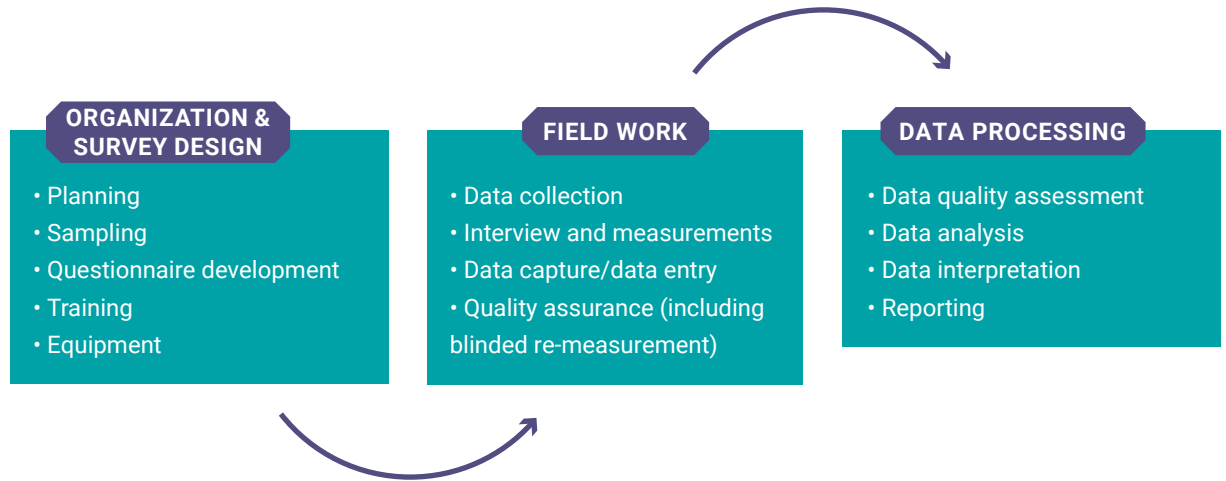 ORGANIZATION &
SURVEY DESIGN
• Planning
• Sampling
• Questionnaire development
• Training
• Equipment
FIELD WORK
• Data collection
• Interview and measurements
• Data capture/data entry
• Quality assurance (including
blinded re-measurement)
DATA PROCESSING
• Data quality assessment
• Data analysis
• Data interpretation
• Reporting